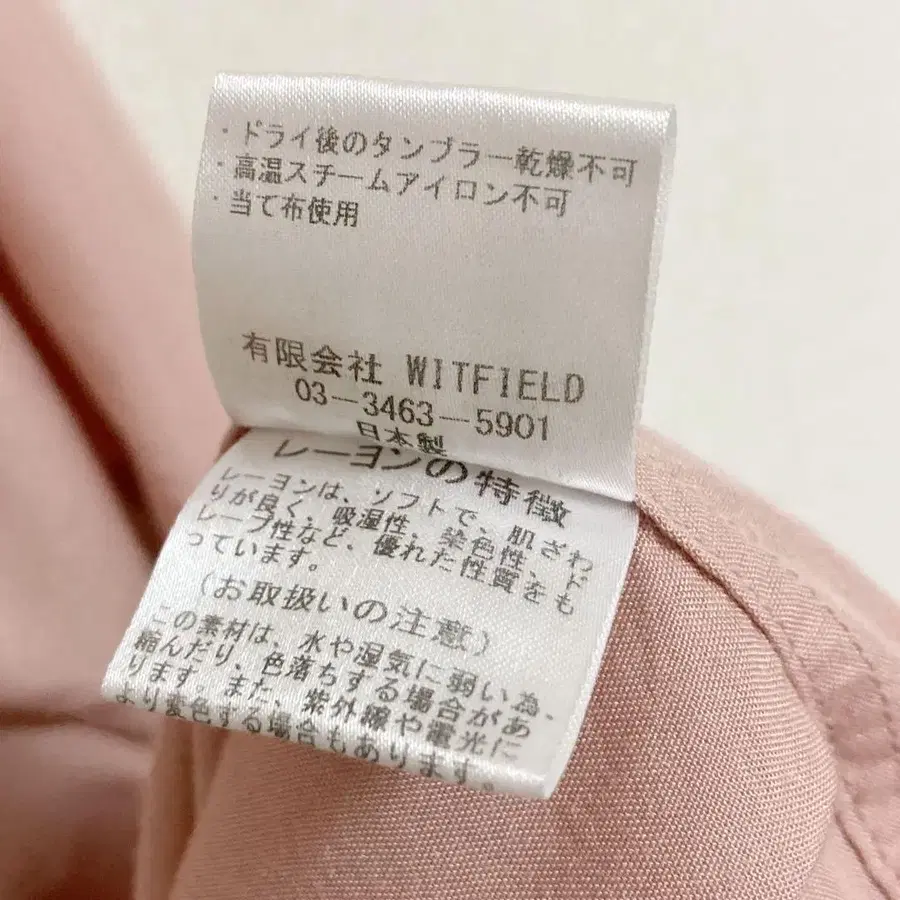 ・ドライ後のタンブラー乾燥不可
・高温スチームアイロン不可
・当て布使用
有限会社 WITFIELD
03-3463-5901
日本製
レーヨンの特徴
レーヨンは、ソフトで、肌ざわ
りが良く、吸湿性、染色性、ド
レープ性など、優れた性質をも
っています。
(お取扱いの注意)
この素材は、水や湿気に弱い為、
縮んだり、色落ちする場合があ
ります。また、紫外線や電光に
より変色する場合もあります。